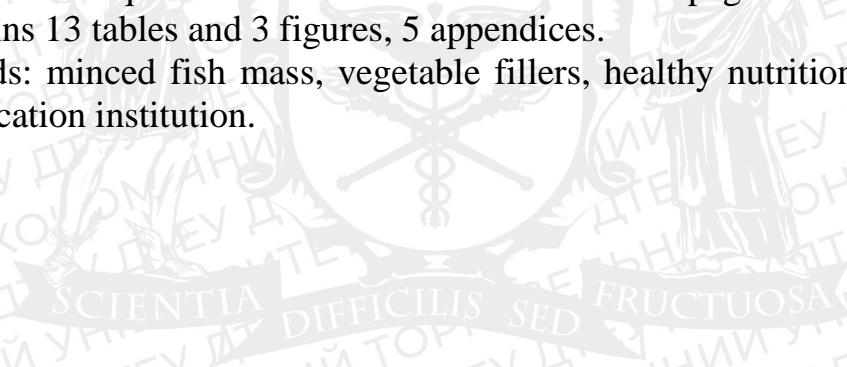 ins 13 tables and 3 figures, 5 appendices.
ds: minced fish mass, vegetable fillers, healthy nutrition
cation institution.
SCIENTIA DIFFICILIS SED FRUCTUOSA